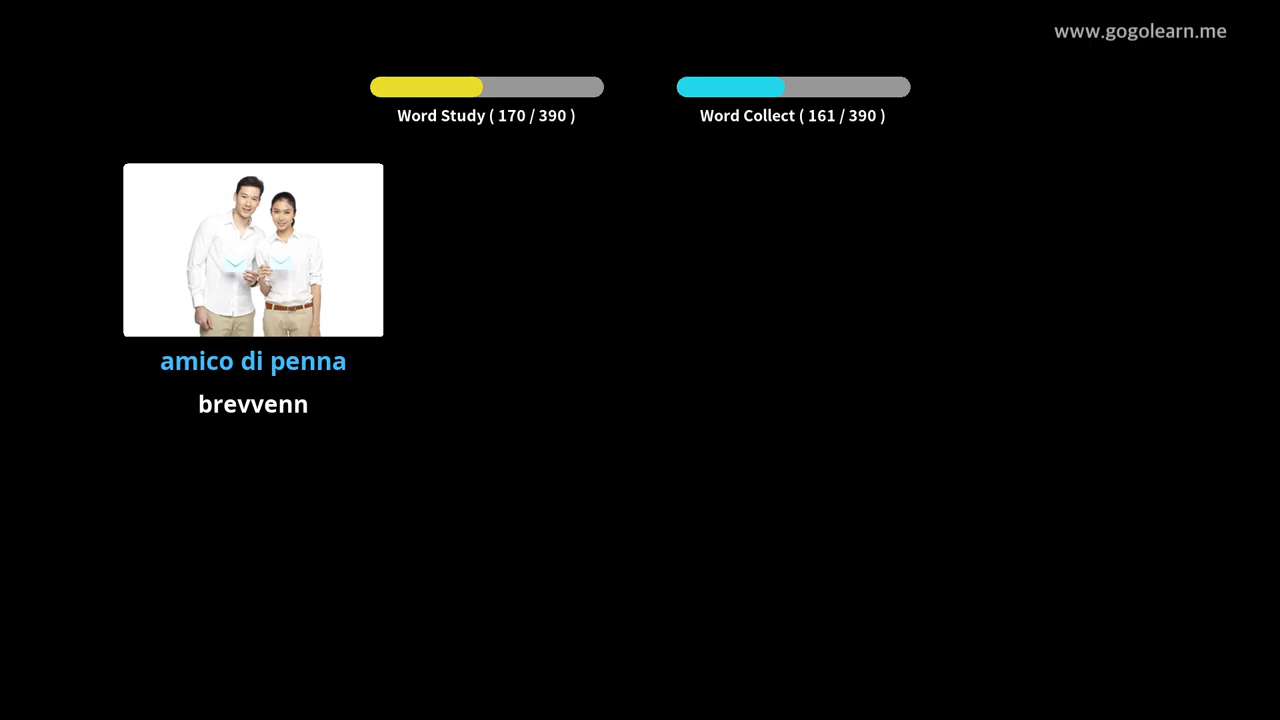 www.gogolearn.me
Word Study ( 170 / 390 )
Word Collect ( 161 / 390 )
amico di penna
brevvenn